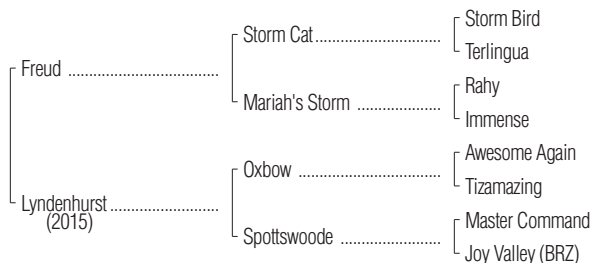 Storm Bird
Storm Cat
Terlingua
Freud
Rahy
Mariah's Storm
Immense
Awesome Again
Oxbow
Tizamazing
Lyndenhurst
(2015)
Master Command
Spottswoode
Joy Valley (BRZ)